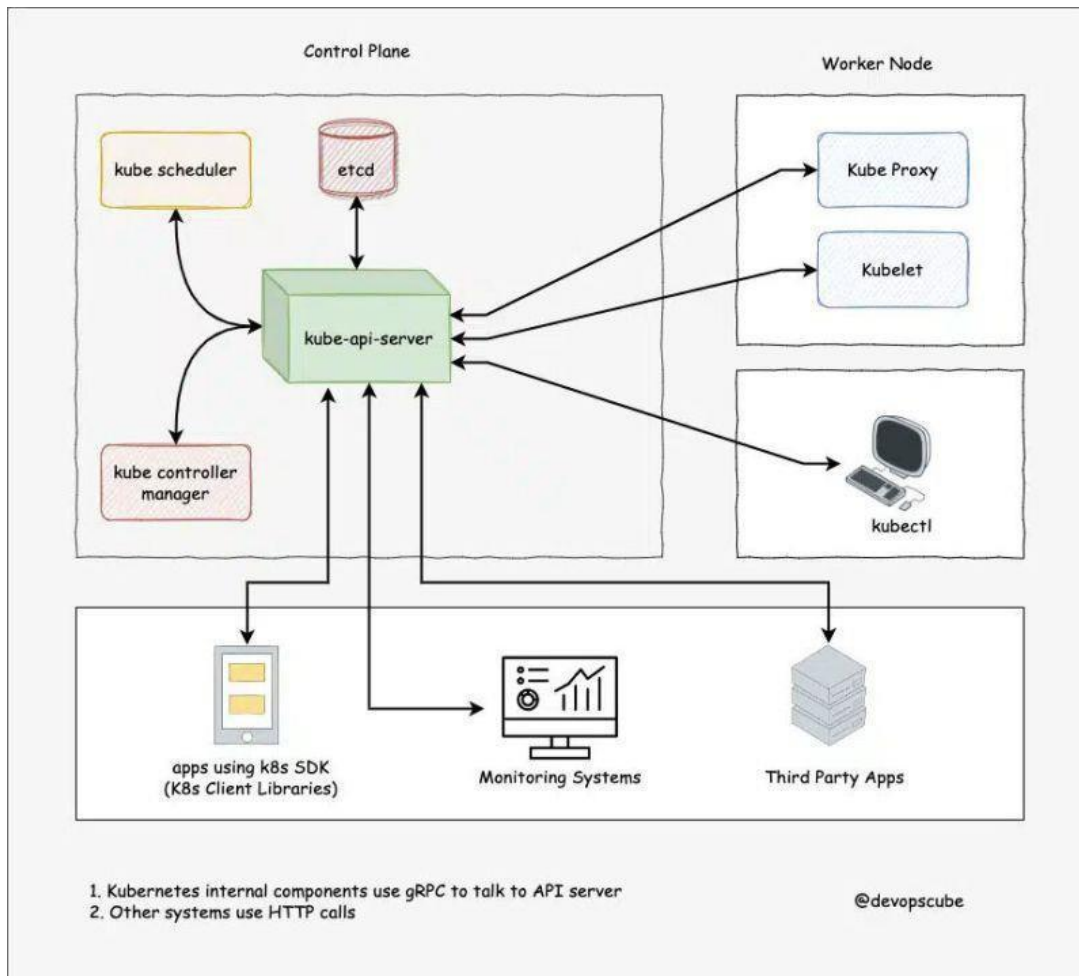 Control Plane
Worker Node
kube scheduler
etcd
Kube Proxy
Kubelet
kube-api-server
kube controller
manager
kubectl
apps using k8s SDK
(K8s Client Libraries)
Monitoring Systems
Third Party Apps
1. Kubernetes internal components use gRPC to talk to API server
2. Other systems use HTTP calls
@devopscube